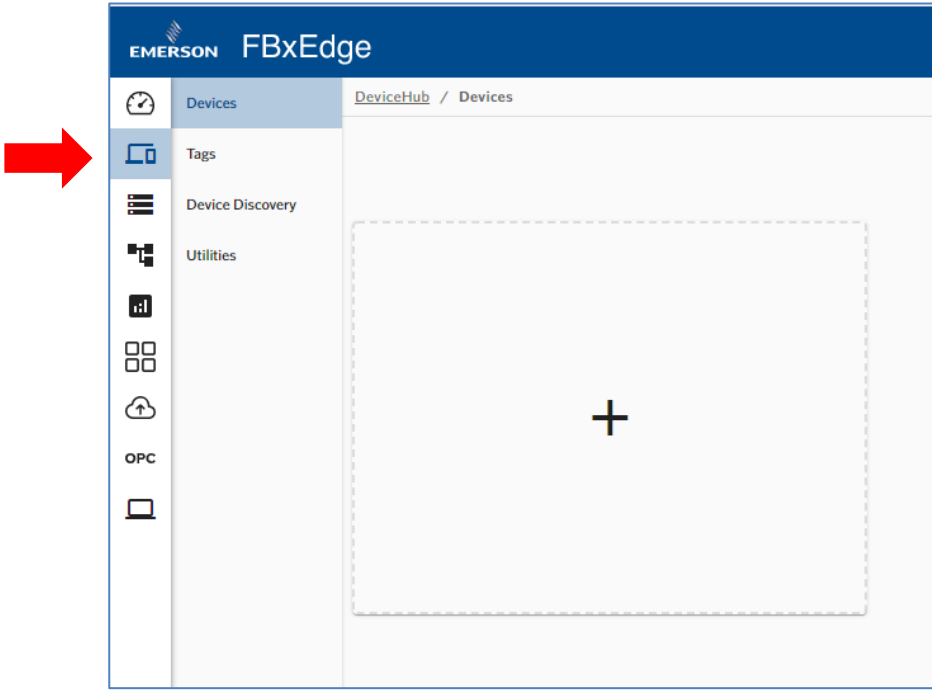 EMERSON FBxEdge
Devices
DeviceHub / Devices
Tags
Device Discovery
Utilities
OPC